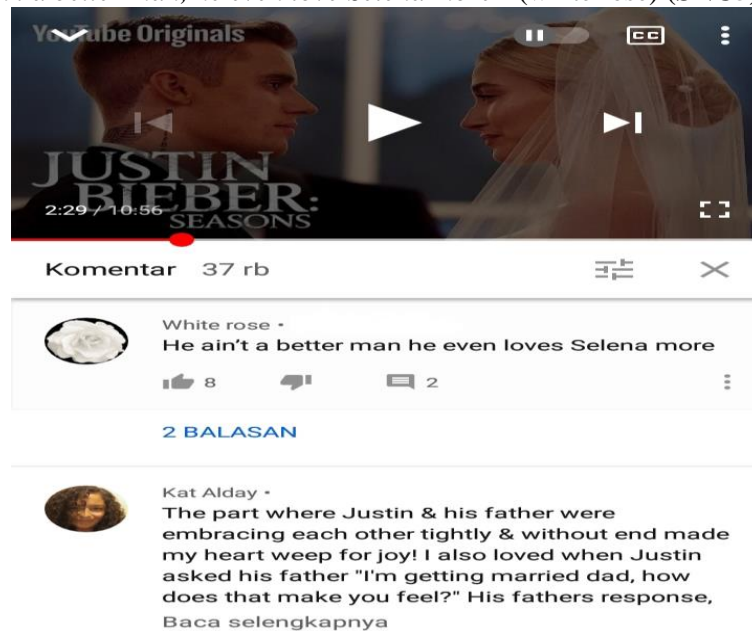 YouTube Originals
CC
JUSTIN
BIEBER:
SEASONS
2:29 / 10:56
Komentar 37 rb
White rose •
He ain't a better man he even loves Selena more
8 2
2 BALASAN
Kat Alday •
The part where Justin & his father were
embracing each other tightly & without end made
my heart weep for joy! I also loved when Justin
asked his father "I'm getting married dad, how
does that make you feel?" His fathers response,
Baca selengkapnya